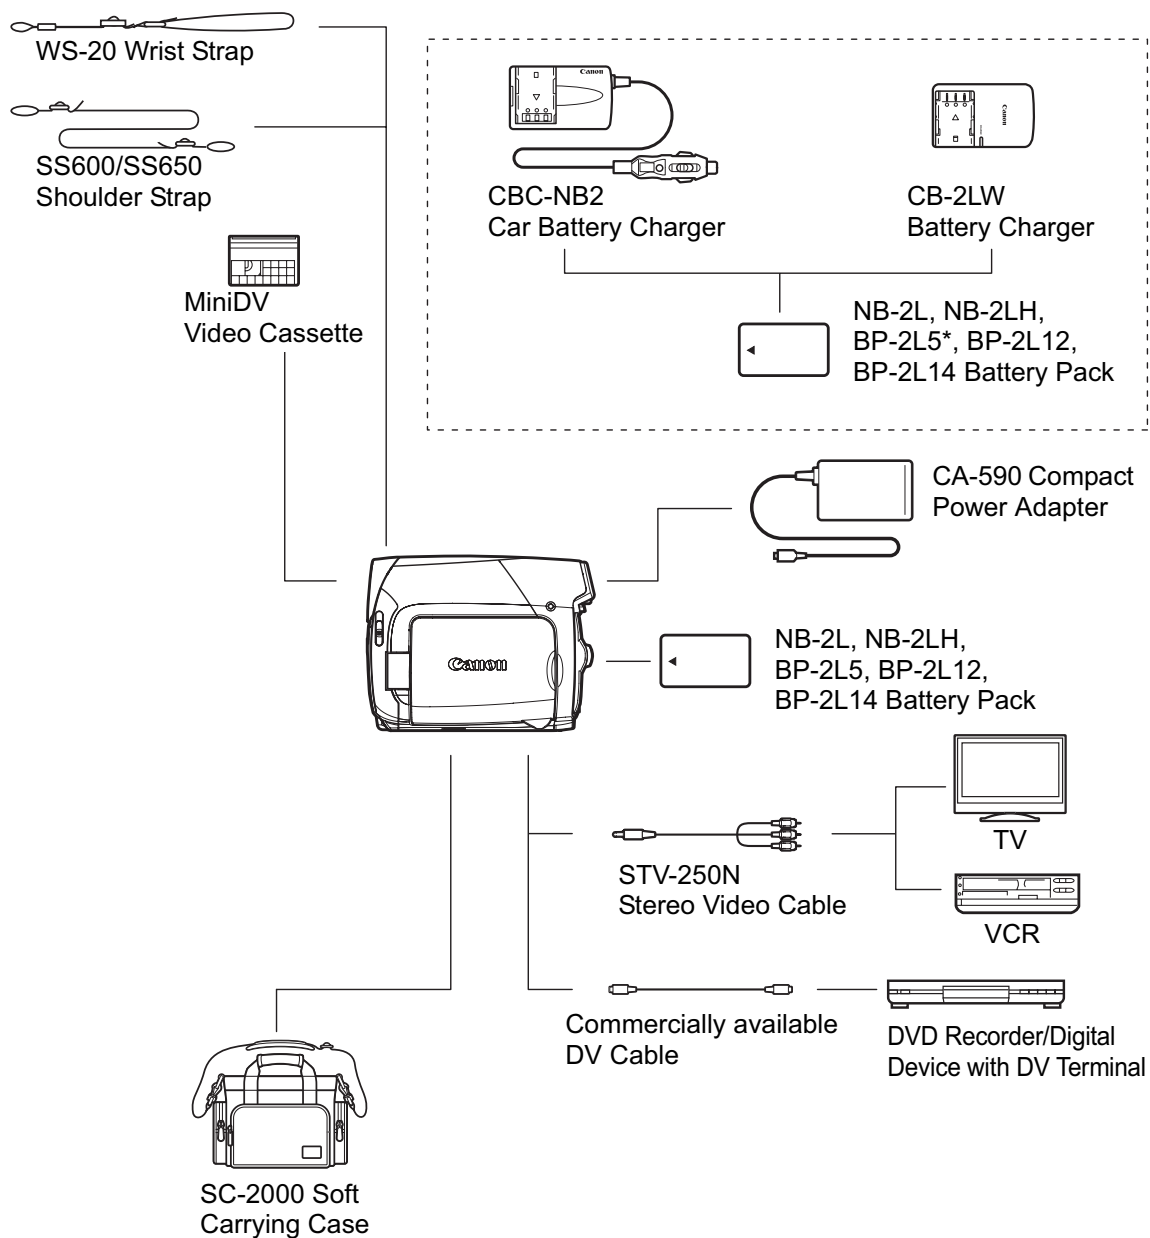 WS-20 Wrist Strap
SS600/SS650
Shoulder Strap
MiniDV
Video Cassette
Canon
CBC-NB2
Car Battery Charger
Canon
CB-2LW
Battery Charger
NB-2L, NB-2LH,
BP-2L5*, BP-2L12,
BP-2L14 Battery Pack
CA-590 Compact
Power Adapter
Canon
NB-2L, NB-2LH,
BP-2L5, BP-2L12,
BP-2L14 Battery Pack
STV-250N
Stereo Video Cable
TV
VCR
Commercially available
DV Cable
DVD Recorder/Digital
Device with DV Terminal
SC-2000 Soft
Carrying Case